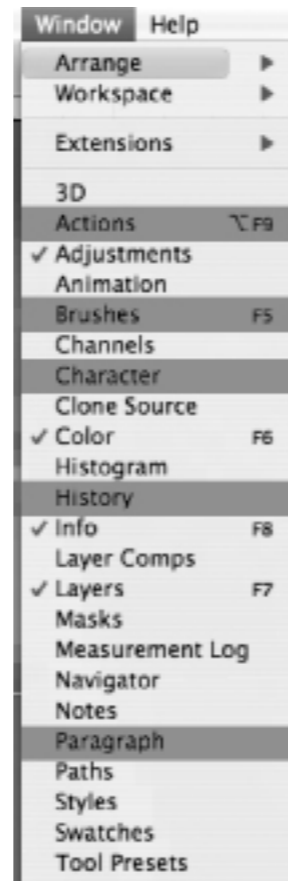 Window Help
Arrange ▶
Workspace ▶
Extensions ▶
3D
Actions ⌥F9
✓ Adjustments
Animation
Brushes F5
Channels
Character
Clone Source
✓ Color F6
Histogram
History
✓ Info F8
Layer Comps
✓ Layers F7
Masks
Measurement Log
Navigator
Notes
Paragraph
Paths
Styles
Swatches
Tool Presets